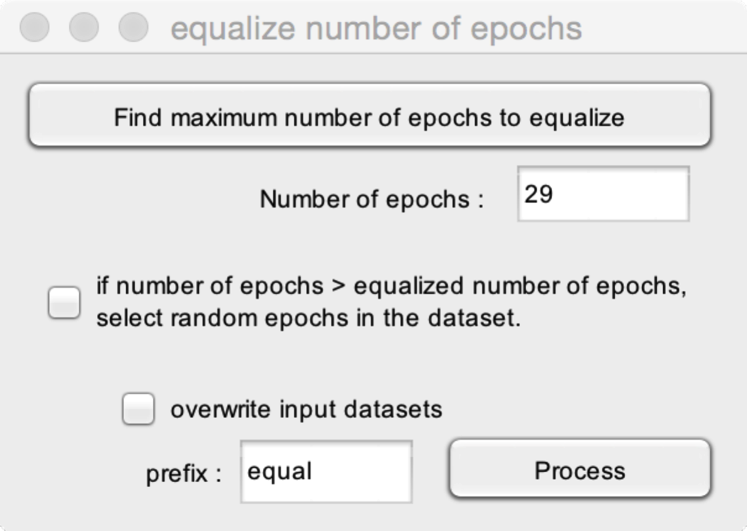 equalize number of epochs
Find maximum number of epochs to equalize
Number of epochs : 29
if number of epochs > equalized number of epochs,
select random epochs in the dataset.
overwrite input datasets
prefix : equal Process